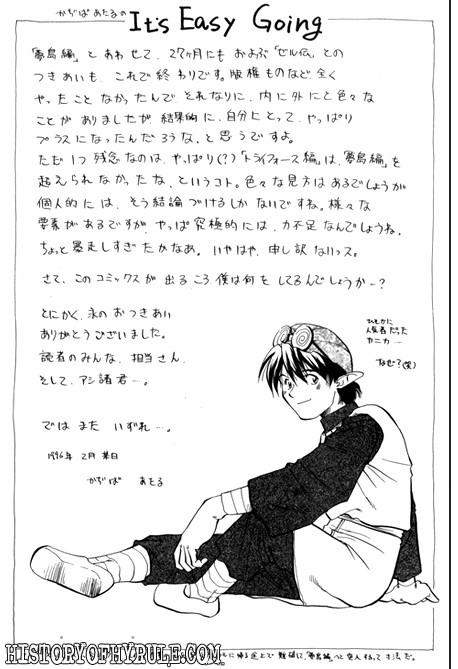 かぢば あたるの It's Easy Going
「夢島編」と あわせて、27ヶ月にも およぶ「ゼル伝」との
つきあいも、これで終わりです。版権ものなど、全く
やったこと なかったんで、それなりに、内に外にと色々な
ことがありましたが、結果的に、自分にとって、やっぱり
プラスになったんだろうな、と思うですよ。
ただ1つ残念なのは、やっぱり(?)「トライフォース編」は、「夢島編」を
超えられなかったな、というコト。色々な見方はあるでしょうが
個人的には、そう結論づけるしかないですね。様々な
要素があるですが、やっぱ究極的には、力不足なんでしょうね。
ちょっと暴走しすぎたかなあ。いやはや、申し訳ないっス。
さて、このコミックスが出るころ、僕は何をしてるんでしょうかー?
とにかく、永のおつきあい
ありがとうございました。
読者のみんな、担当さん、
そして、アシ諸君ー。
では また いずれ…。
1996年 2月 某日
かぢば あたる
ひそかに
人気者だった
カニカー
なぜ?(笑)
HISTORYOFHYRULE.COM